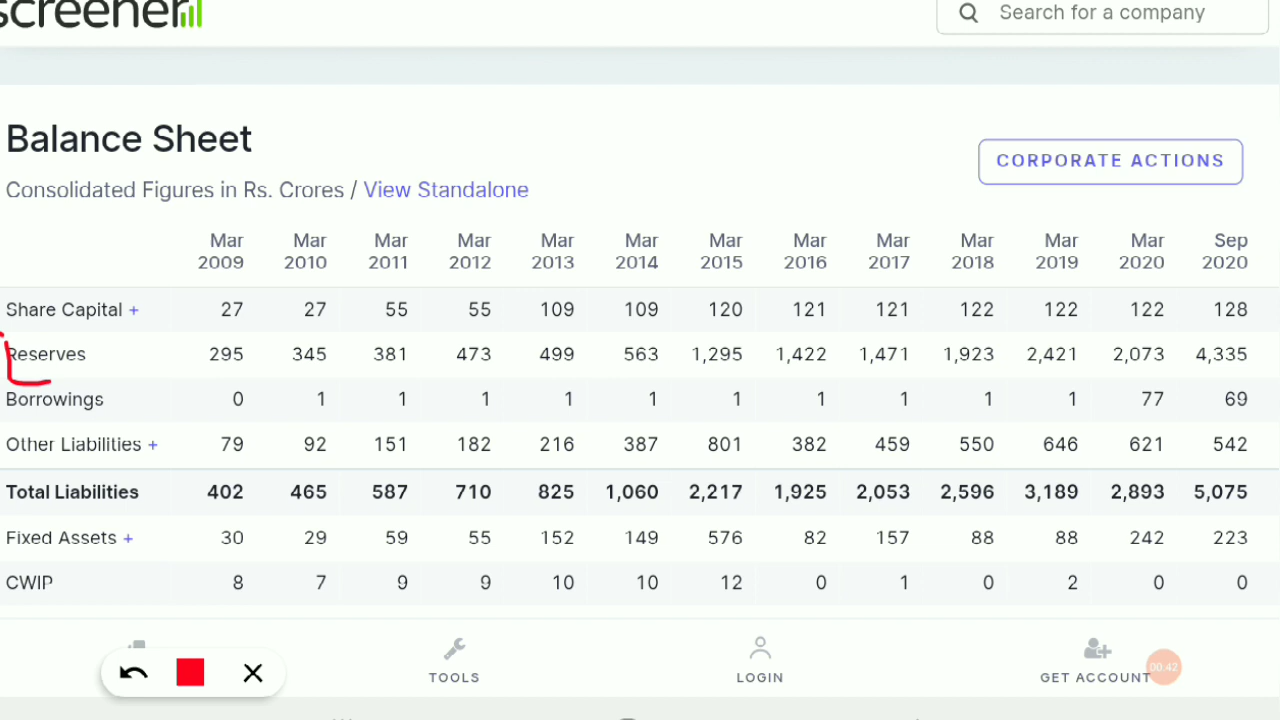 screener
Search for a company
Balance Sheet
CORPORATE ACTIONS
Consolidated Figures in Rs. Crores / View Standalone
Mar 2009 Mar 2010 Mar 2011 Mar 2012 Mar 2013 Mar 2014 Mar 2015 Mar 2016 Mar 2017 Mar 2018 Mar 2019 Mar 2020 Sep 2020
Share Capital + 27 27 55 55 109 109 120 121 121 122 122 122 128
Reserves 295 345 381 473 499 563 1,295 1,422 1,471 1,923 2,421 2,073 4,335
Borrowings 0 1 1 1 1 1 1 1 1 1 1 77 69
Other Liabilities + 79 92 151 182 216 387 801 382 459 550 646 621 542
Total Liabilities 402 465 587 710 825 1,060 2,217 1,925 2,053 2,596 3,189 2,893 5,075
Fixed Assets + 30 29 59 55 152 149 576 82 157 88 88 242 223
CWIP 8 7 9 9 10 10 12 0 1 0 2 0 0
TOOLS LOGIN GET ACCOUNT
00:42